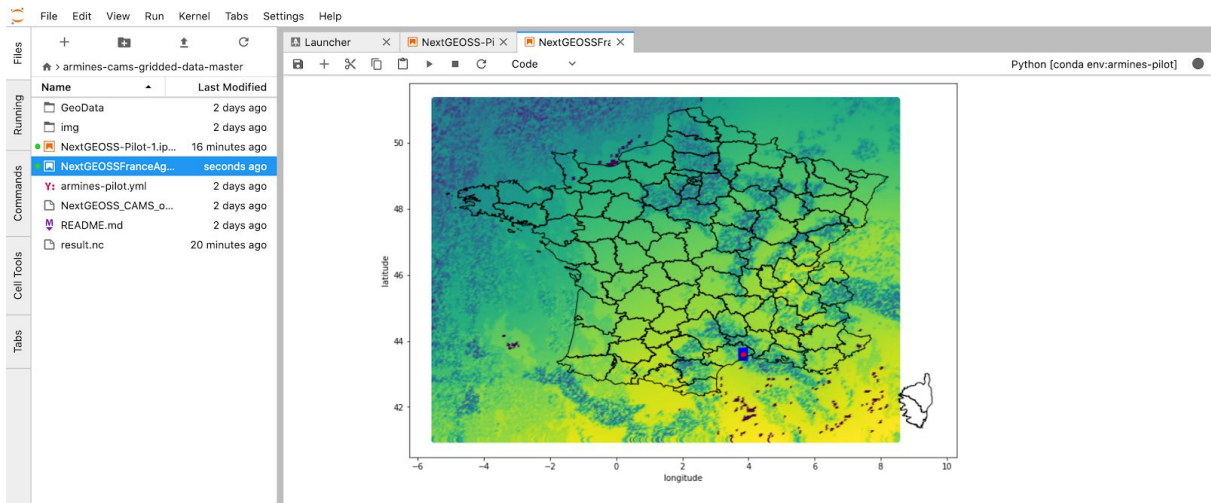 File Edit View Run Kernel Tabs Settings Help
Files
Running
Commands
Cell Tools
Tabs
armines-cams-gridded-data-master
Name Last Modified
GeoData 2 days ago
img 2 days ago
NextGEOSS-Pilot-1.ip... 16 minutes ago
NextGEOSSFranceAg... seconds ago
Y: armines-pilot.yml 2 days ago
NextGEOSS_CAMS_o... 2 days ago
M README.md 2 days ago
result.nc 20 minutes ago
Launcher NextGEOSS-Pi NextGEOSSFra
Code Python [conda env:armines-pilot]
latitude
50
48
46
44
42
−6 −4 −2 0 2 4 6 8 10
longitude